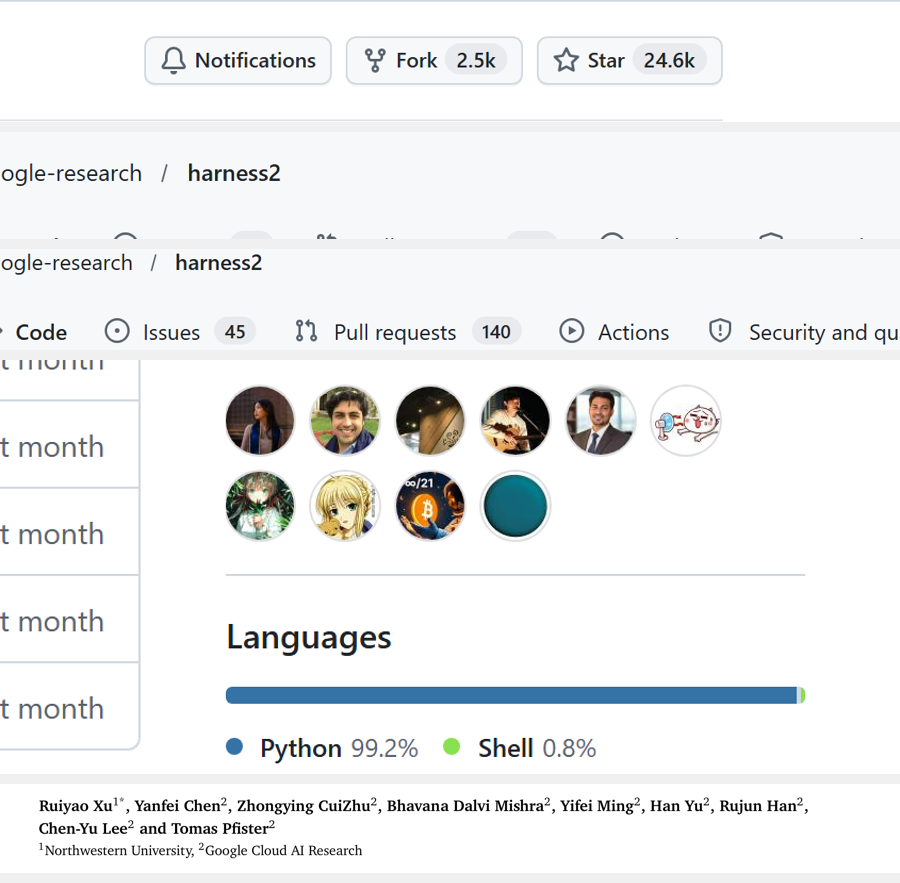 Notifications Fork 2.5k Star 24.6k
ogle-research / harness2
ogle-research / harness2
Code Issues 45 Pull requests 140 Actions Security and qu
t month
t month
t month
t month
t month
∞/21
Languages
Python 99.2% Shell 0.8%
Ruiyao Xu1*, Yanfei Chen2, Zhongying CuiZhu2, Bhavana Dalvi Mishra2, Yifei Ming2, Han Yu2, Rujun Han2,
Chen-Yu Lee2 and Tomas Pfister2
1Northwestern University, 2Google Cloud AI Research